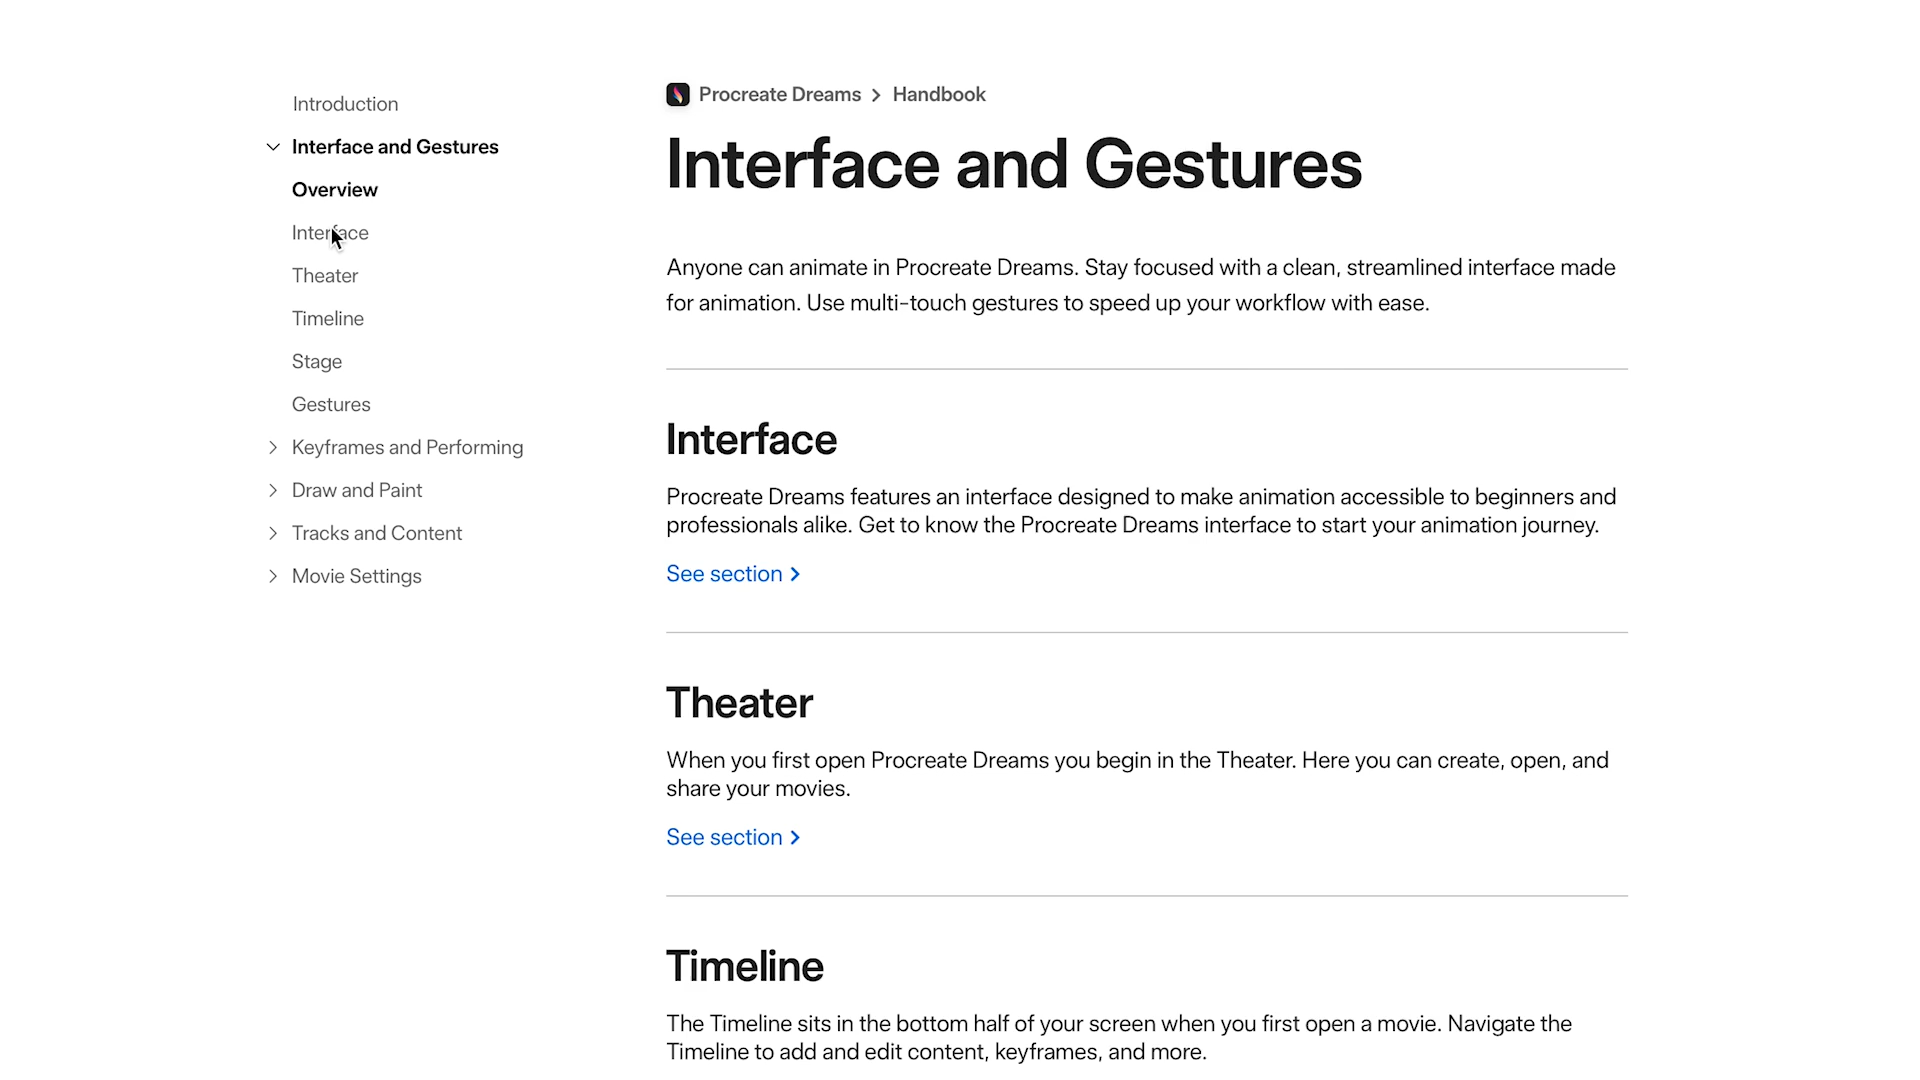 Introduction
Interface and Gestures
Overview
Interface
Theater
Timeline
Stage
Gestures
Keyframes and Performing
Draw and Paint
Tracks and Content
Movie Settings
Procreate Dreams > Handbook
Interface and Gestures
Anyone can animate in Procreate Dreams. Stay focused with a clean, streamlined interface made
for animation. Use multi-touch gestures to speed up your workflow with ease.
Interface
Procreate Dreams features an interface designed to make animation accessible to beginners and
professionals alike. Get to know the Procreate Dreams interface to start your animation journey.
See section >
Theater
When you first open Procreate Dreams you begin in the Theater. Here you can create, open, and
share your movies.
See section >
Timeline
The Timeline sits in the bottom half of your screen when you first open a movie. Navigate the
Timeline to add and edit content, keyframes, and more.